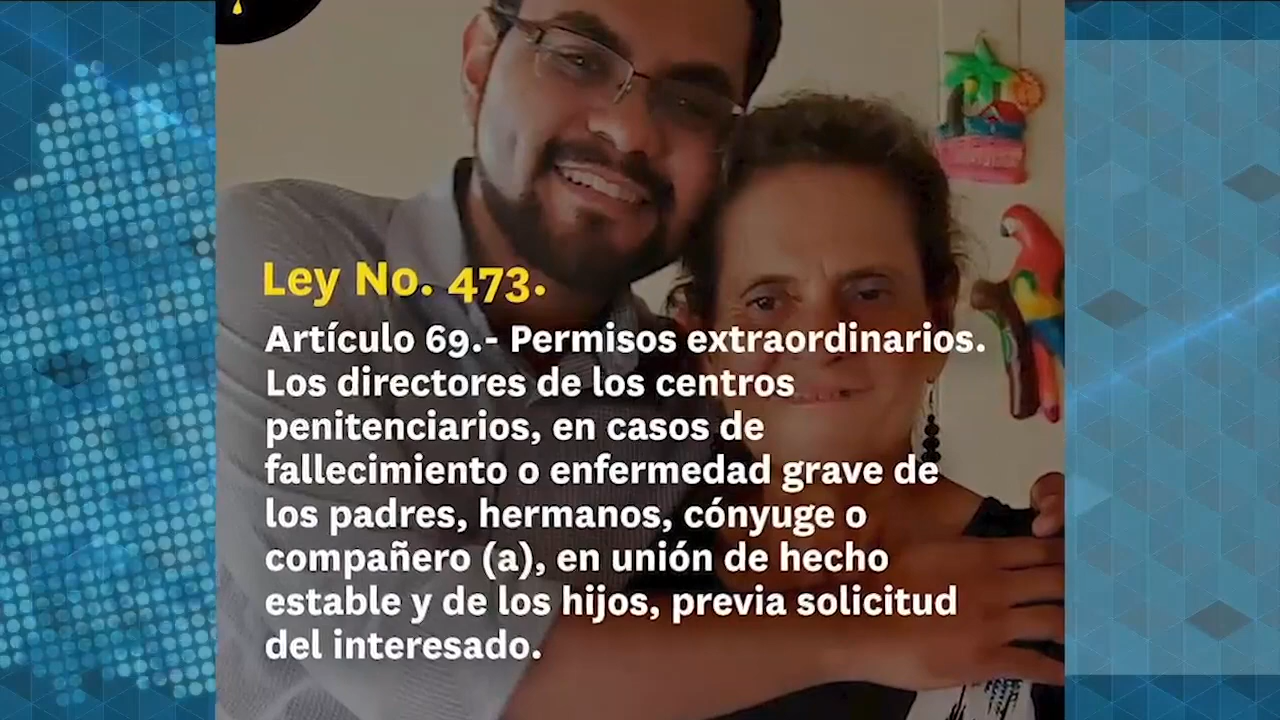 Ley No. 473.
Artículo 69.- Permisos extraordinarios.
Los directores de los centros
penitenciarios, en casos de
fallecimiento o enfermedad grave de
los padres, hermanos, cónyuge o
compañero (a), en unión de hecho
estable y de los hijos, previa solicitud
del interesado.